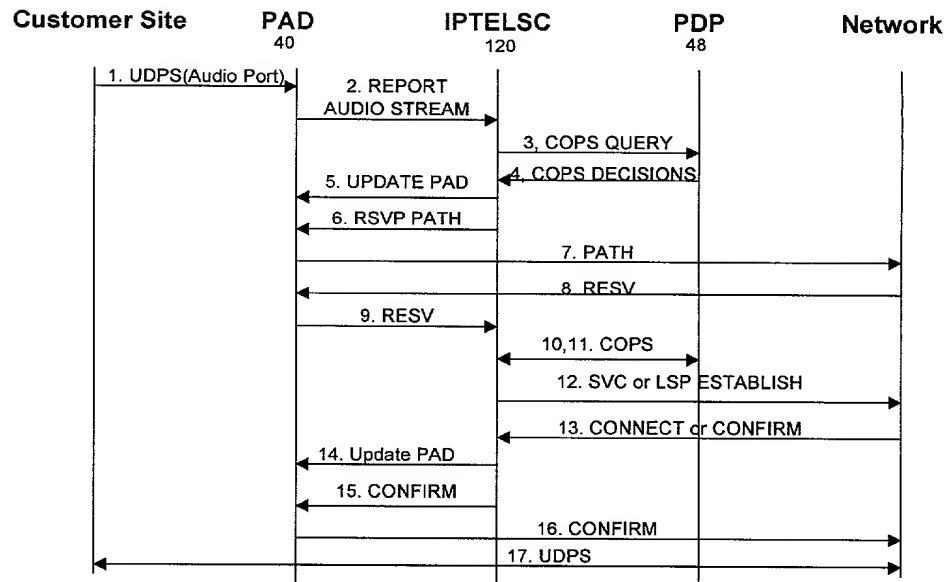 Customer Site PAD IPTELSC PDP Network
40 120 48
1. UDPS(Audio Port)
2. REPORT
AUDIO STREAM
3, COPS QUERY
4, COPS DECISIONS
5. UPDATE PAD
6. RSVP PATH
7. PATH
8. RESV
9. RESV
10,11. COPS
12. SVC or LSP ESTABLISH
13. CONNECT or CONFIRM
14. Update PAD
15. CONFIRM
16. CONFIRM
17. UDPS